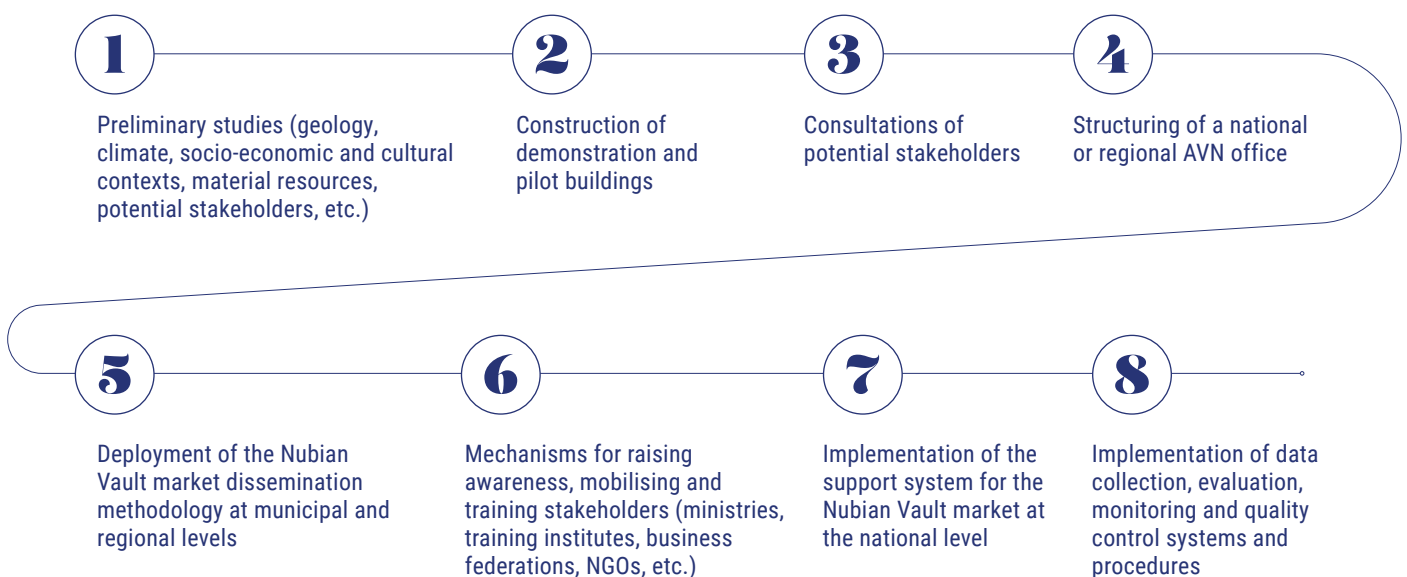 1
Preliminary studies (geology,
climate, socio-economic and cultural
contexts, material resources,
potential stakeholders, etc.)
2
Construction of
demonstration and
pilot buildings
3
Consultations of
potential stakeholders
4
Structuring of a national
or regional AVN office
5
Deployment of the Nubian
Vault market dissemination
methodology at municipal and
regional levels
6
Mechanisms for raising
awareness, mobilising and
training stakeholders (ministries,
training institutes, business
federations, NGOs, etc.)
7
Implementation of the
support system for the
Nubian Vault market at
the national level
8
Implementation of data
collection, evaluation,
monitoring and quality
control systems and
procedures